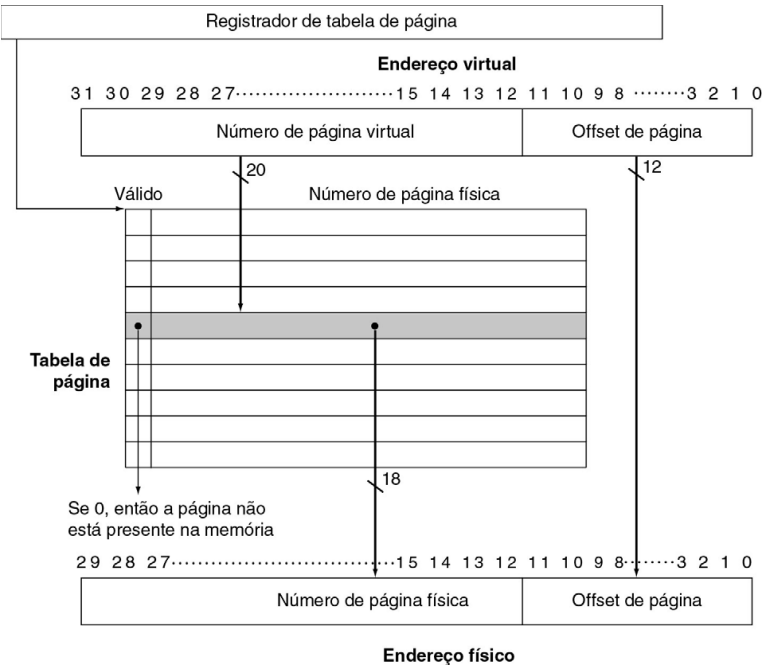 Registrador de tabela de página
Endereço virtual
31 30 29 28 27·······················15 14 13 12 11 10 9 8 ········3 2 1 0
Número de página virtual Offset de página
20 12
Válido Número de página física
Tabela de
página
18
Se 0, então a página não
está presente na memória
29 28 27································15 14 13 12 11 10 9 8········3 2 1 0
Número de página física Offset de página
Endereço físico